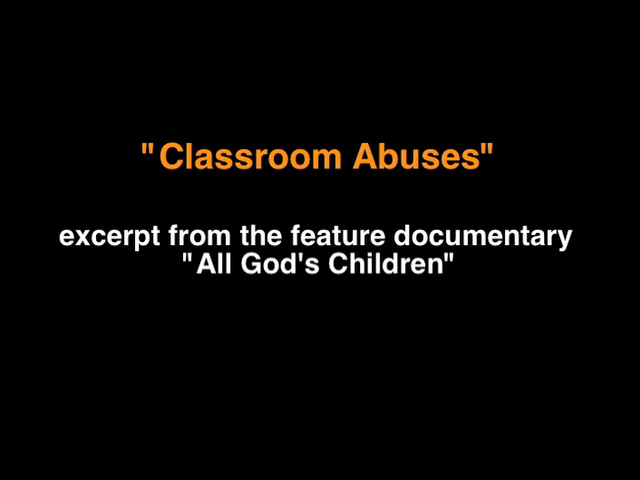 "Classroom Abuses"
excerpt from the feature documentary
"All God's Children"